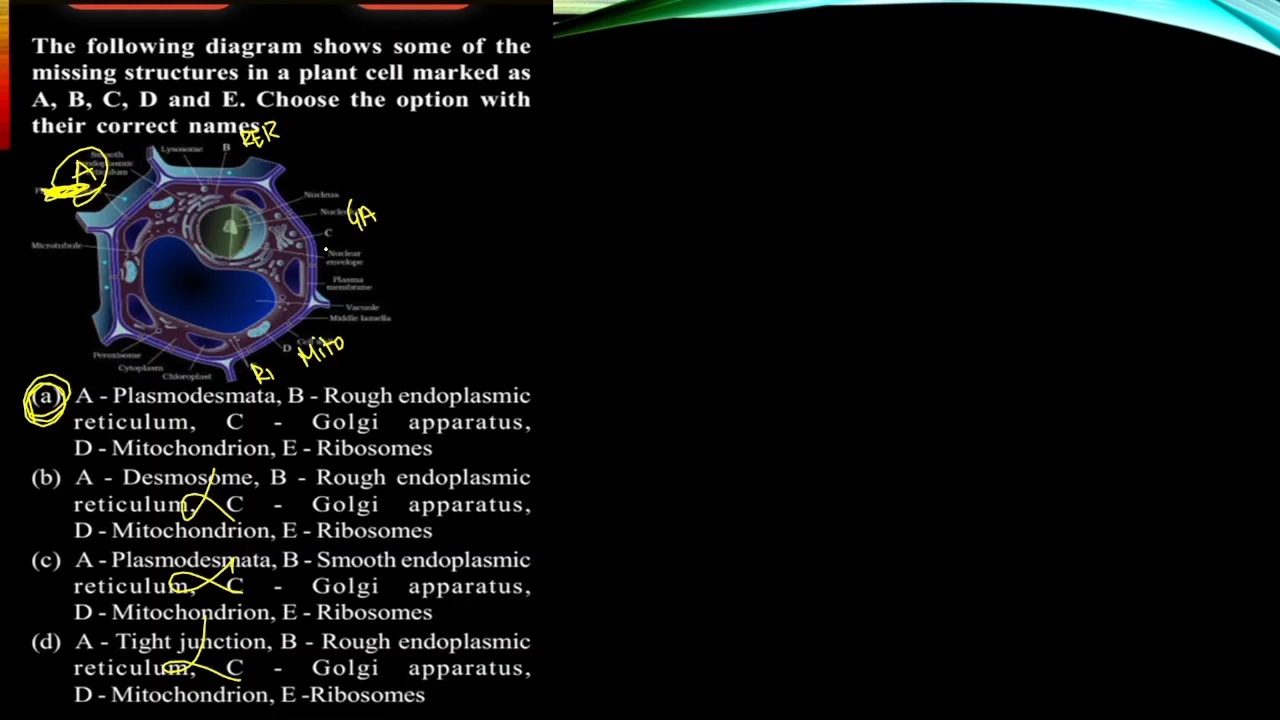 The following diagram shows some of the
missing structures in a plant cell marked as
A, B, C, D and E. Choose the option with
their correct names.
RER
Smooth
endoplasmic
reticulum
Lysosome
B
A
Nucleus
GA
C
Microtubule
Nuclear
envelope
Plasma
membrane
Vacuole
Middle lamella
D
Mito
Peroxisome
Cytoplasm
Chloroplast
Ri
(a) A - Plasmodesmata, B - Rough endoplasmic
reticulum, C - Golgi apparatus,
D - Mitochondrion, E - Ribosomes
(b) A - Desmosome, B - Rough endoplasmic
reticulum, C - Golgi apparatus,
D - Mitochondrion, E - Ribosomes
(c) A - Plasmodesmata, B - Smooth endoplasmic
reticulum, C - Golgi apparatus,
D - Mitochondrion, E - Ribosomes
(d) A - Tight junction, B - Rough endoplasmic
reticulum, C - Golgi apparatus,
D - Mitochondrion, E -Ribosomes